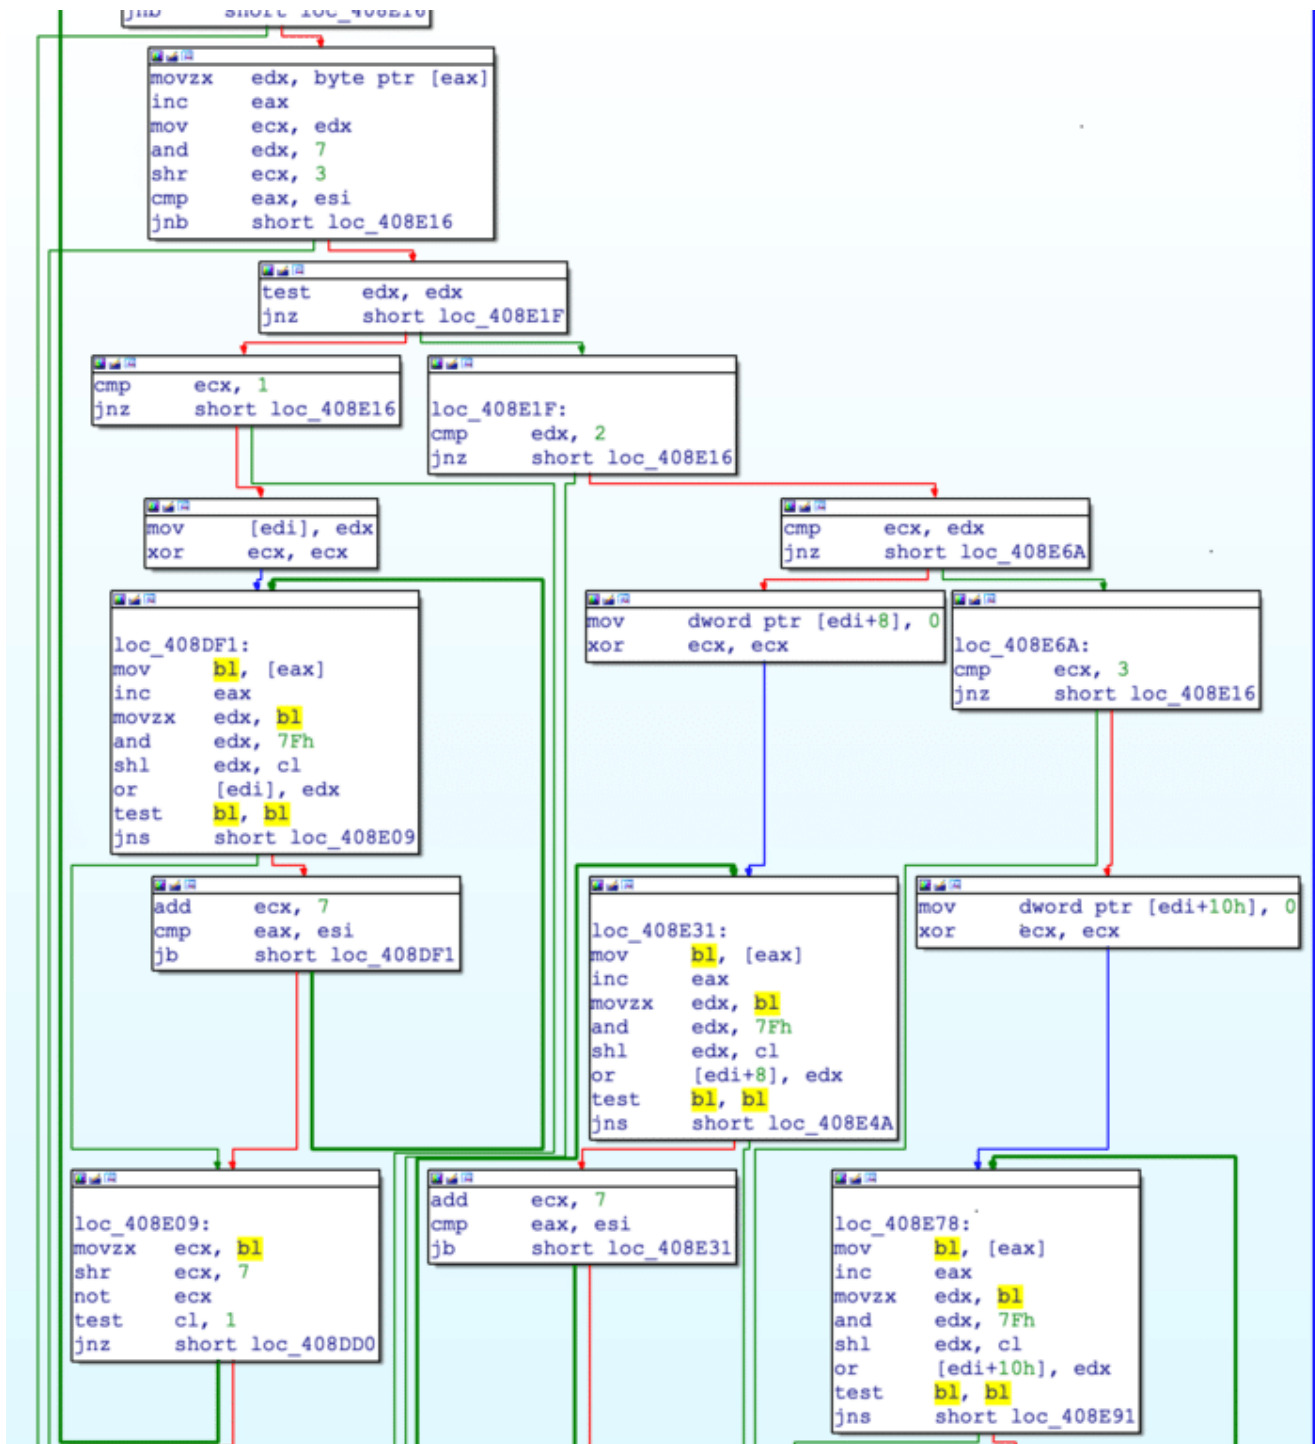 jnb short loc_408E16
movzx edx, byte ptr [eax]
inc eax
mov ecx, edx
and edx, 7
shr ecx, 3
cmp eax, esi
jnb short loc_408E16
test edx, edx
jnz short loc_408E1F
cmp ecx, 1
jnz short loc_408E16
loc_408E1F:
cmp edx, 2
jnz short loc_408E16
mov [edi], edx
xor ecx, ecx
cmp ecx, edx
jnz short loc_408E6A
loc_408DF1:
mov bl, [eax]
inc eax
movzx edx, bl
and edx, 7Fh
shl edx, cl
or [edi], edx
test bl, bl
jns short loc_408E09
mov dword ptr [edi+8], 0
xor ecx, ecx
loc_408E6A:
cmp ecx, 3
jnz short loc_408E16
add ecx, 7
cmp eax, esi
jb short loc_408DF1
loc_408E31:
mov bl, [eax]
inc eax
movzx edx, bl
and edx, 7Fh
shl edx, cl
or [edi+8], edx
test bl, bl
jns short loc_408E4A
mov dword ptr [edi+10h], 0
xor ecx, ecx
loc_408E09:
movzx ecx, bl
shr ecx, 7
not ecx
test cl, 1
jnz short loc_408DD0
add ecx, 7
cmp eax, esi
jb short loc_408E31
loc_408E78:
mov bl, [eax]
inc eax
movzx edx, bl
and edx, 7Fh
shl edx, cl
or [edi+10h], edx
test bl, bl
jns short loc_408E91